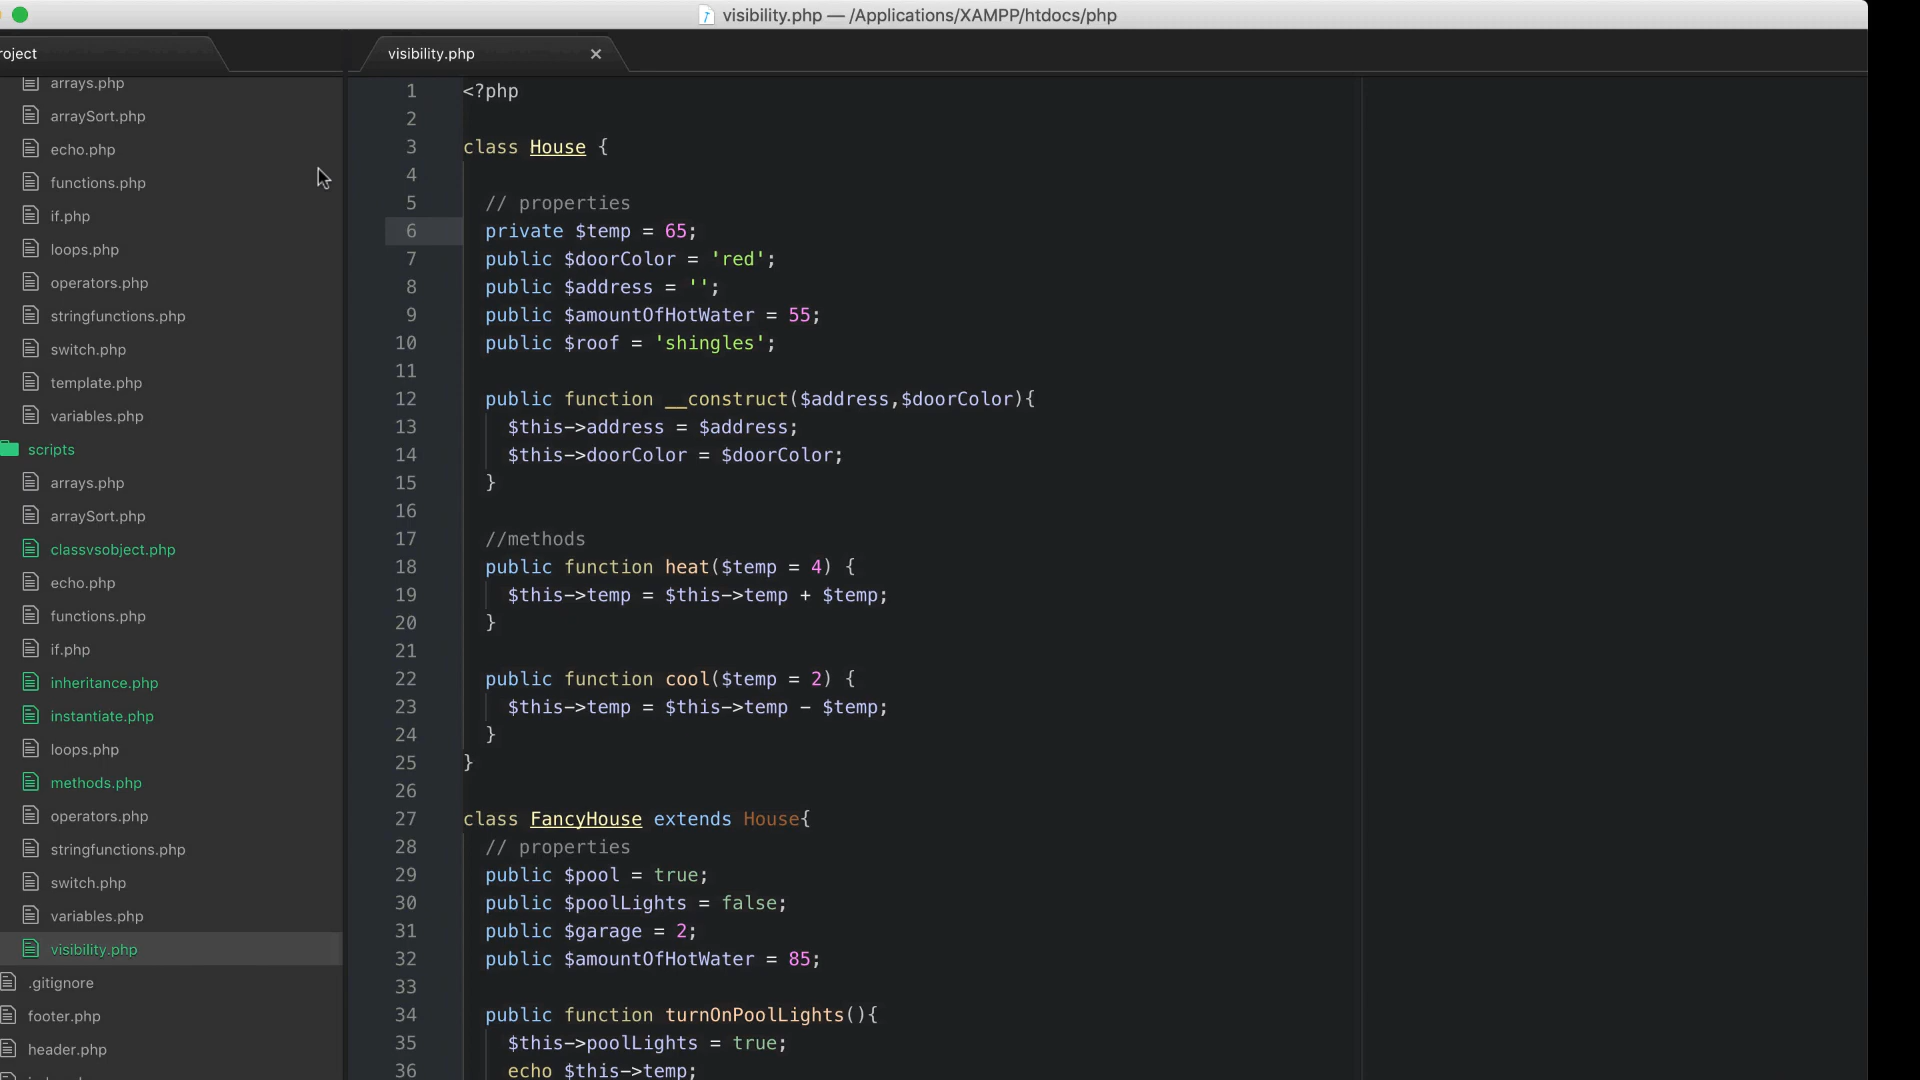 visibility.php — /Applications/XAMPP/htdocs/php
roject
visibility.php ×
arrays.php
arraySort.php
echo.php
functions.php
if.php
loops.php
operators.php
stringfunctions.php
switch.php
template.php
variables.php
scripts
arrays.php
arraySort.php
classvsobject.php
echo.php
functions.php
if.php
inheritance.php
instantiate.php
loops.php
methods.php
operators.php
stringfunctions.php
switch.php
variables.php
visibility.php
.gitignore
footer.php
header.php
1 <?php
2
3 class House {
4
5 // properties
6 private $temp = 65;
7 public $doorColor = 'red';
8 public $address = '';
9 public $amountOfHotWater = 55;
10 public $roof = 'shingles';
11
12 public function __construct($address,$doorColor){
13 $this->address = $address;
14 $this->doorColor = $doorColor;
15 }
16
17 //methods
18 public function heat($temp = 4) {
19 $this->temp = $this->temp + $temp;
20 }
21
22 public function cool($temp = 2) {
23 $this->temp = $this->temp - $temp;
24 }
25 }
26
27 class FancyHouse extends House{
28 // properties
29 public $pool = true;
30 public $poolLights = false;
31 public $garage = 2;
32 public $amountOfHotWater = 85;
33
34 public function turnOnPoolLights(){
35 $this->poolLights = true;
36 echo $this->temp;